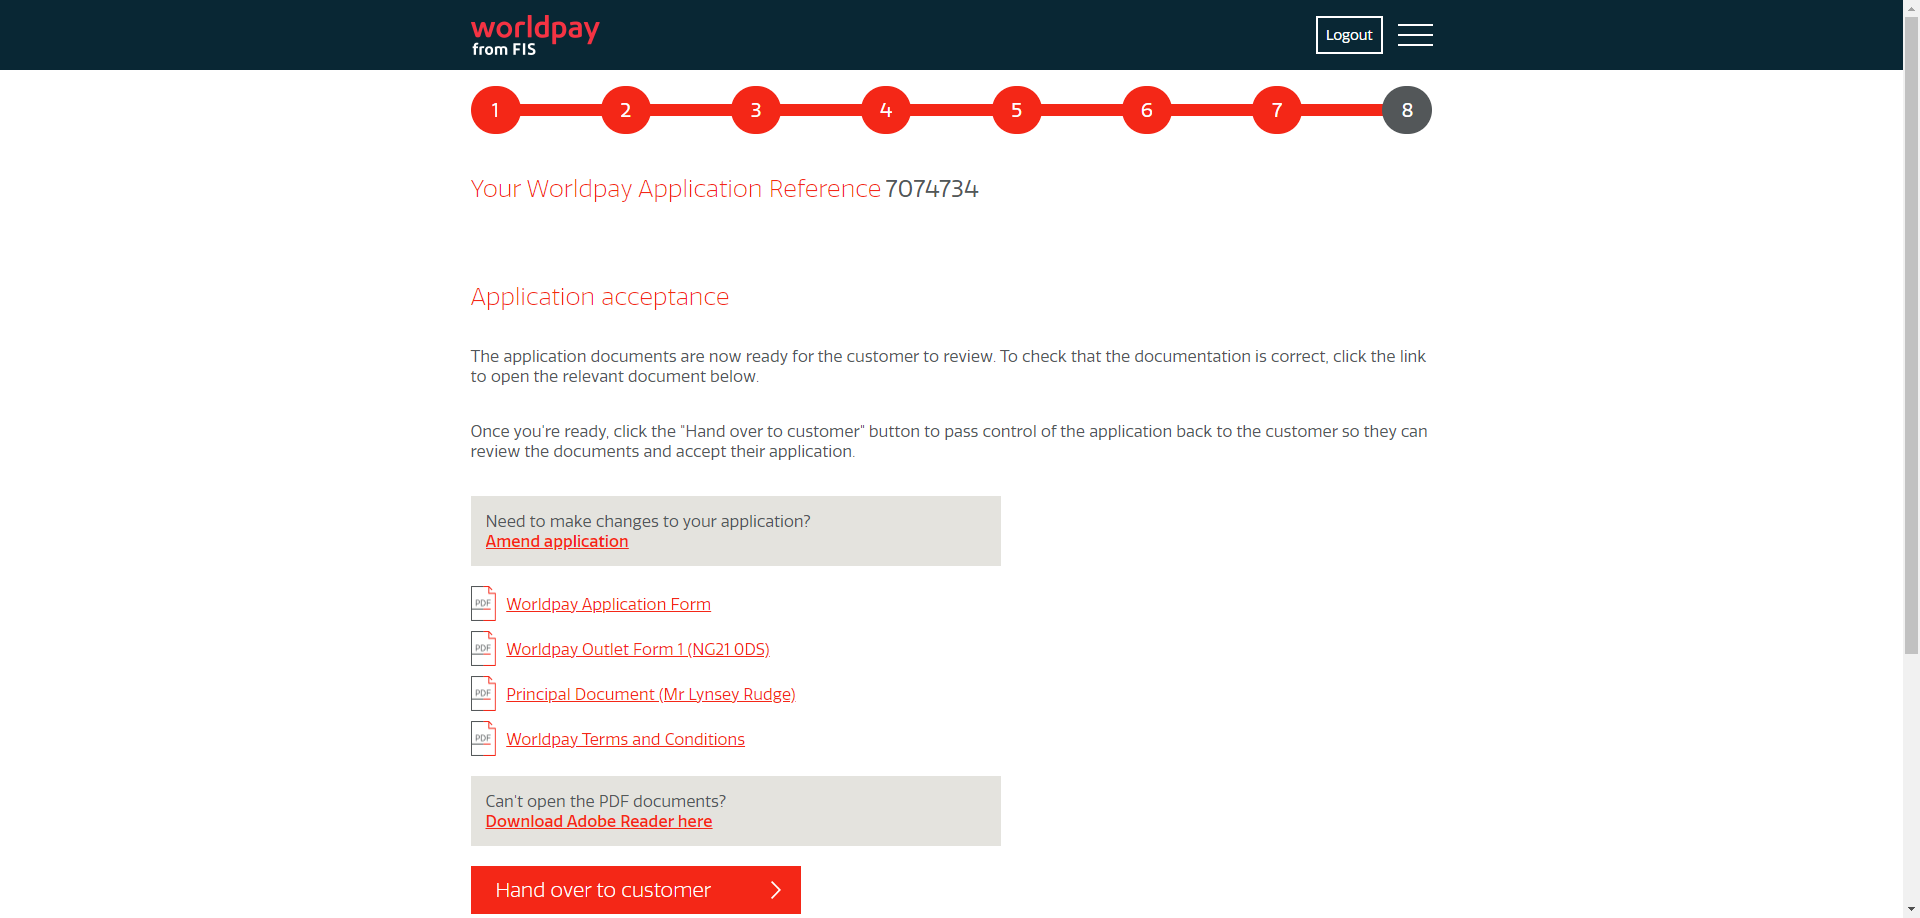 worldpay
from FIS
Logout
1 2 3 4 5 6 7 8
Your Worldpay Application Reference 7074734
Application acceptance
The application documents are now ready for the customer to review. To check that the documentation is correct, click the link
to open the relevant document below.
Once you're ready, click the "Hand over to customer" button to pass control of the application back to the customer so they can
review the documents and accept their application.
Need to make changes to your application?
Amend application
PDF Worldpay Application Form
PDF Worldpay Outlet Form 1 (NG21 0DS)
PDF Principal Document (Mr Lynsey Rudge)
PDF Worldpay Terms and Conditions
Can't open the PDF documents?
Download Adobe Reader here
Hand over to customer